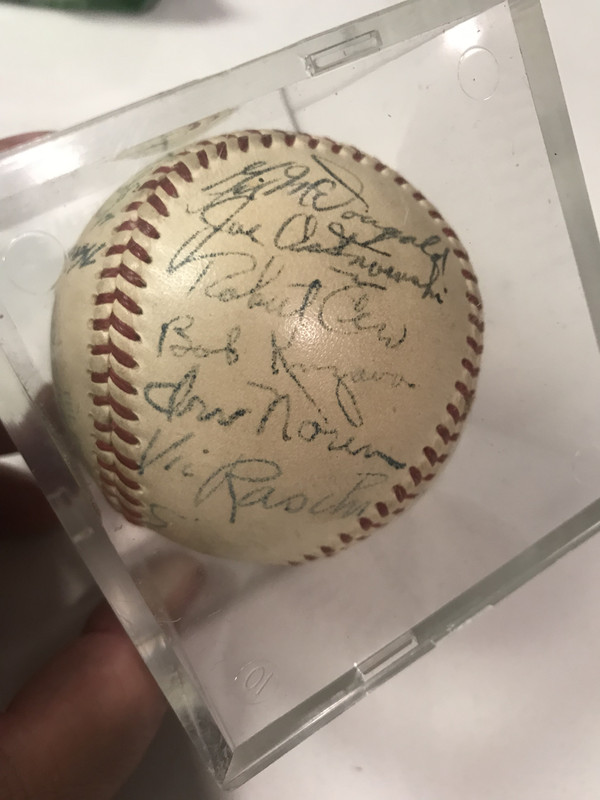 Gil McDougald
Joe Ostrowski
Robert Cerv
Bob Kuzava
Irv Noren
Vic Raschi